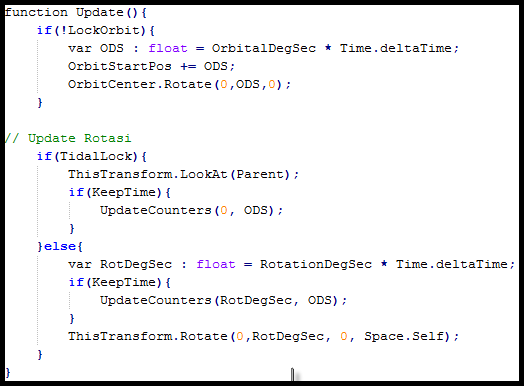 function Update(){
if(!LockOrbit){
var ODS : float = OrbitalDegSec * Time.deltaTime;
OrbitStartPos += ODS;
OrbitCenter.Rotate(0,ODS,0);
}
// Update Rotasi
if(TidalLock){
ThisTransform.LookAt(Parent);
if(KeepTime){
UpdateCounters(0, ODS);
}
}else{
var RotDegSec : float = RotationDegSec * Time.deltaTime;
if(KeepTime){
UpdateCounters(RotDegSec, ODS);
}
ThisTransform.Rotate(0,RotDegSec, 0, Space.Self);
}
}